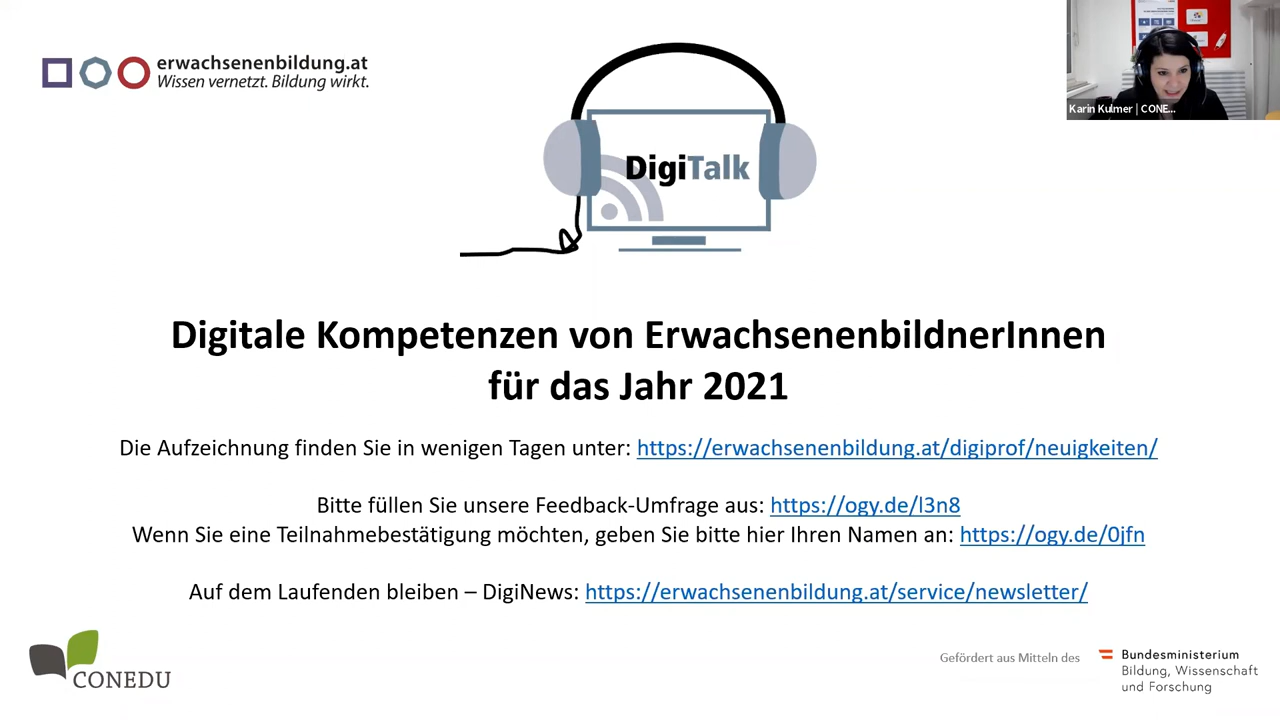 erwachsenenbildung.at
Wissen vernetzt. Bildung wirkt.
Karin Kulmer | CONE...
DigiTalk
Digitale Kompetenzen von ErwachsenenbildnerInnen
für das Jahr 2021
Die Aufzeichnung finden Sie in wenigen Tagen unter: https://erwachsenenbildung.at/digiprof/neuigkeiten/
Bitte füllen Sie unsere Feedback-Umfrage aus: https://ogy.de/l3n8
Wenn Sie eine Teilnahmebestätigung möchten, geben Sie bitte hier Ihren Namen an: https://ogy.de/0jfn
Auf dem Laufenden bleiben – DigiNews: https://erwachsenenbildung.at/service/newsletter/
CONEDU
Gefördert aus Mitteln des
Bundesministerium
Bildung, Wissenschaft
und Forschung